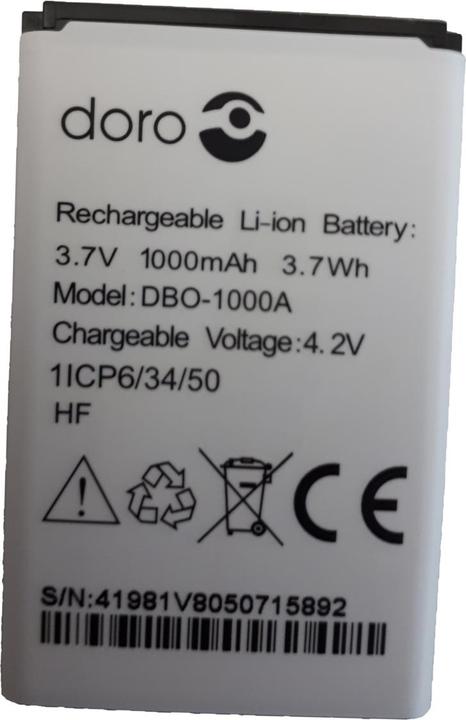 doro
Rechargeable Li-ion Battery:
3.7V 1000mAh 3.7Wh
Model: DBO-1000A
Chargeable Voltage:4.2V
1ICP6/34/50
HF
CE
S/N:41981V8050715892